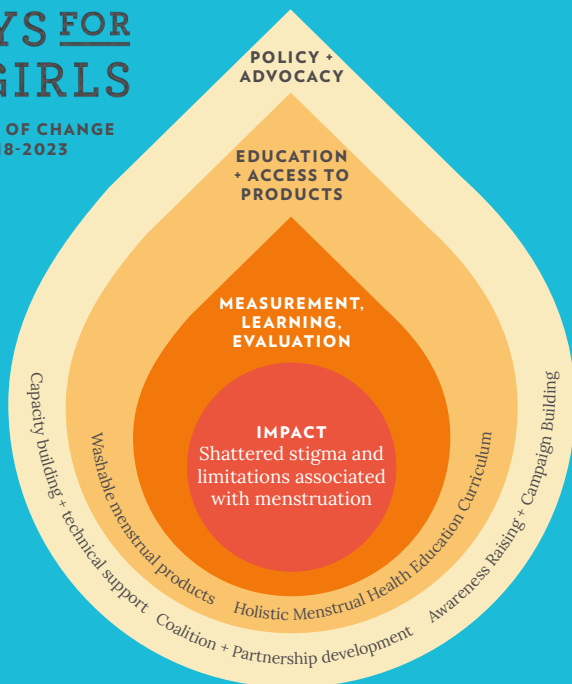 YS FOR
GIRLS
OF CHANGE
18-2023
POLICY +
ADVOCACY
EDUCATION
+ ACCESS TO
PRODUCTS
MEASUREMENT,
LEARNING,
EVALUATION
IMPACT
Shattered stigma and
limitations associated
with menstruation
Washable menstrual products
Holistic Menstrual Health Education Curriculum
Capacity building + technical support
Coalition + Partnership development
Awareness Raising + Campaign Building